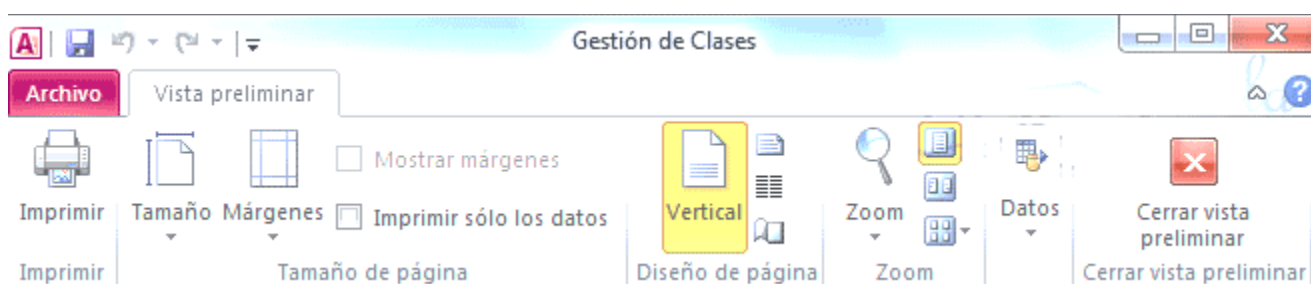 A
Gestión de Clases
Archivo
Vista preliminar
?
Imprimir
Tamaño
Márgenes
Mostrar márgenes
Imprimir sólo los datos
Vertical
Zoom
Datos
Cerrar vista
preliminar
Imprimir
Tamaño de página
Diseño de página
Zoom
Cerrar vista preliminar